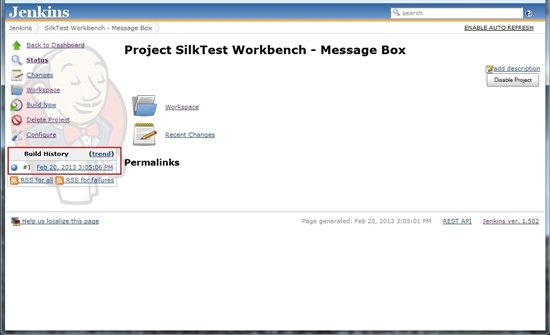 Jenkins
search
Jenkins
SilkTest Workbench - Message Box
ENABLE AUTO REFRESH
Back to Dashboard
Status
Changes
Workspace
Build Now
Delete Project
Configure
Build History
(trend)
#1 Feb 20, 2013 3:05:06 PM
RSS for all
RSS for failures
Project SilkTest Workbench - Message Box
add description
Disable Project
Workspace
Recent Changes
Permalinks
Help us localize this page
Page generated: Feb 20, 2013 3:05:01 PM
REST API
Jenkins ver. 1.502